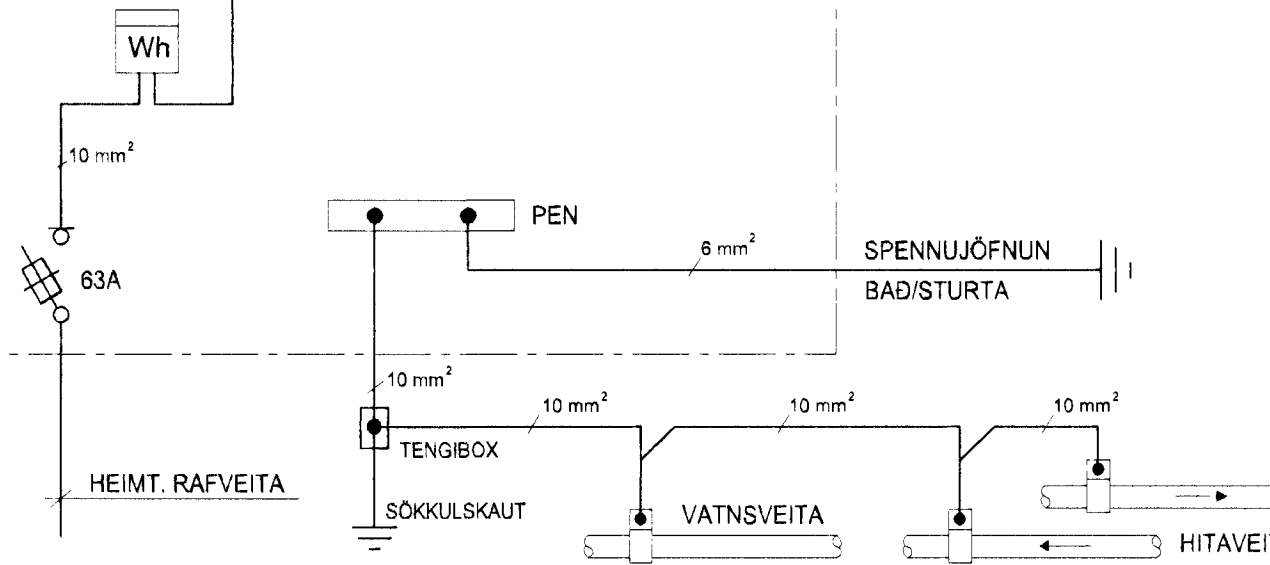 Wh
10 mm²
PEN
63A
6 mm²
SPENNUJÖFNUN
BAÐ/STURTA
10 mm²
10 mm²
10 mm²
10 mm²
TENGIBOX
HEIMT. RAFVEITA
SÖKKULSKAUT
VATNSVEITA
HITAVEI